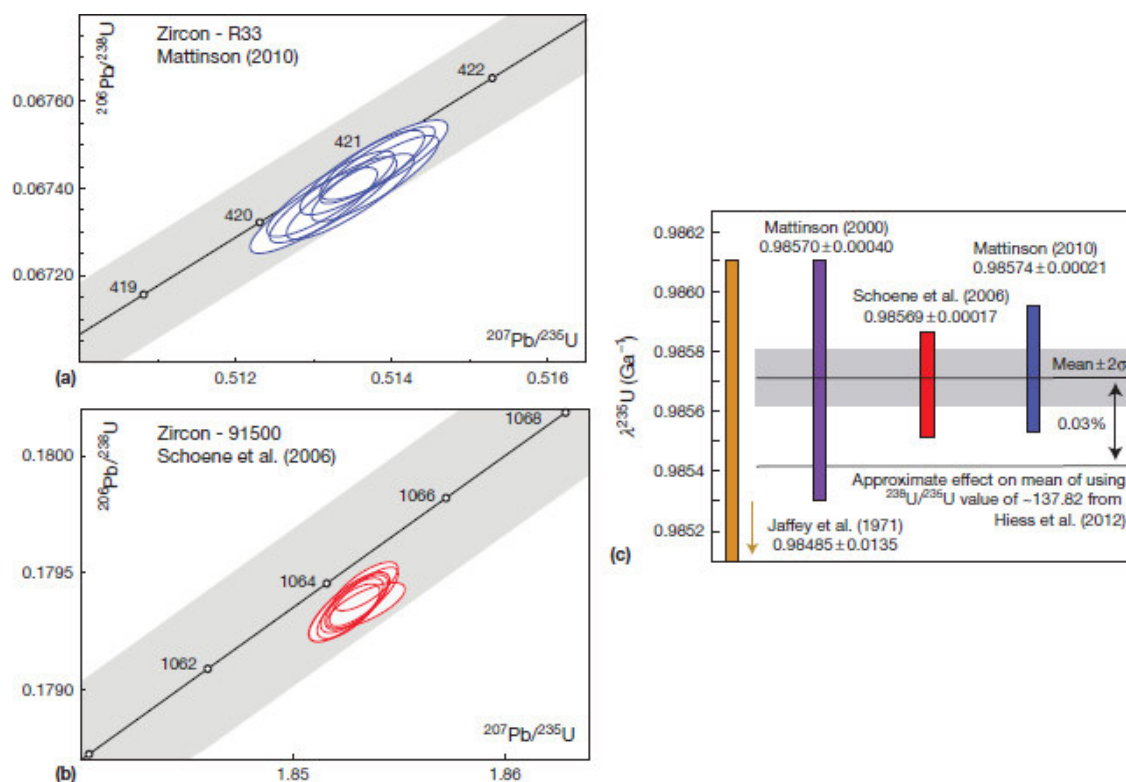 Zircon - R33
Mattinson (2010)
²⁰⁶Pb/²³⁸U
0.06760
0.06740
0.06720
422
421
420
419
²⁰⁷Pb/²³⁵U
(a)
0.512
0.514
0.516
Zircon - 91500
Schoene et al. (2006)
²⁰⁶Pb/²³⁸U
0.1800
0.1795
0.1790
1068
1066
1064
1062
²⁰⁷Pb/²³⁵U
(b)
1.85
1.86
λ²³⁵U (Ga⁻¹)
0.9862
0.9860
0.9858
0.9856
0.9854
0.9852
Mattinson (2000)
0.98570±0.00040
Mattinson (2010)
0.98574±0.00021
Schoene et al. (2006)
0.98569±0.00017
Mean±2σ
0.03%
Approximate effect on mean of using
²³⁸U/²³⁵U value of ~137.82 from
Hiess et al. (2012)
Jaffey et al. (1971)
0.98485±0.0135
(c)